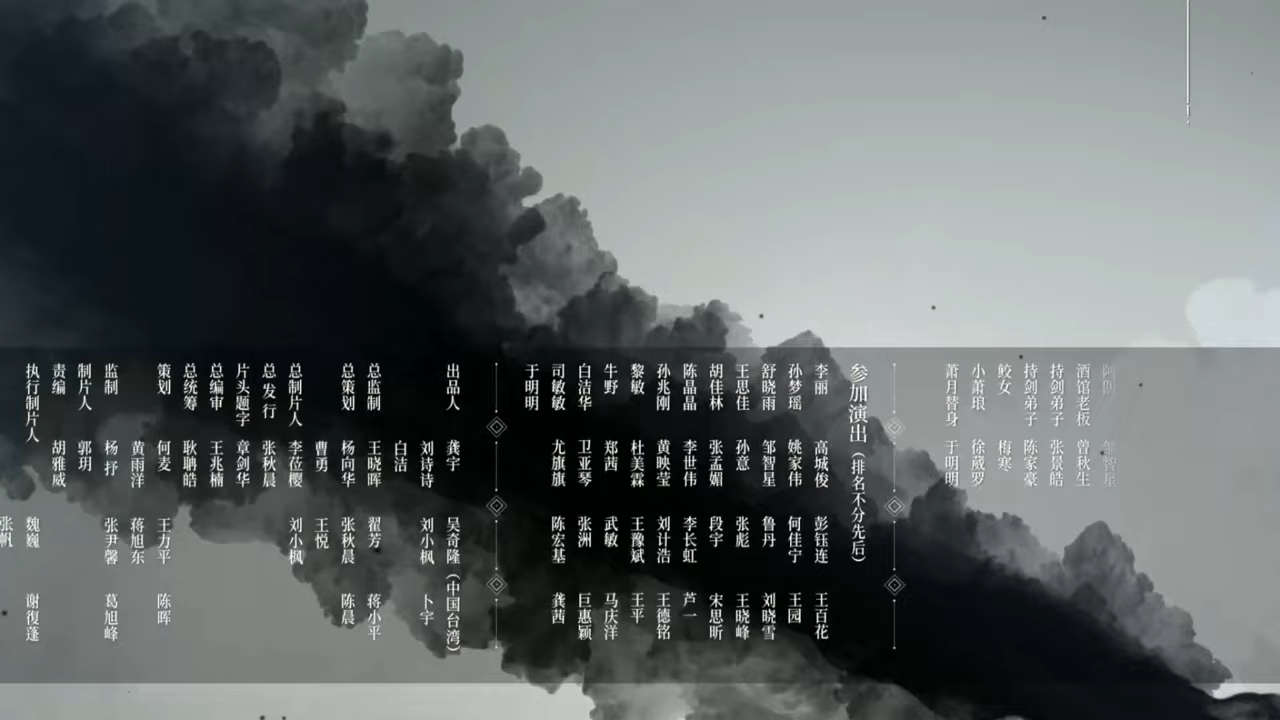 酒馆老板 曾秋生
持剑弟子 张景皓
持剑弟子 陈家豪
鲛女 梅寒
小萧琅 徐威罗
萧月替身 于明明
参加演出（排名不分先后）
李丽 高城俊 彭钰连 王百花
孙梦瑶 姚家伟 何佳宁 王园
舒晓雨 邹智星 鲁丹 刘晓雪
王思佳 孙意 张彪 王晓峰
胡佳林 张孟媚 段宇 宋思昕
陈晶晶 李世伟 李长虹 芦一
孙兆刚 黄映莹 刘计浩 王德铭
黎敏 杜美霖 王豫斌 王平
牛野 郑茜 武敏 马庆洋
白洁华 卫亚琴 张洲 巨惠颖
司敏敏 尤旗旗 陈宏基 龚茜
于明明
出品人 龚宇 吴奇隆（中国台湾）
刘诗诗 刘小枫 卜宇
白洁
总监制 王晓晖 翟芳 蒋小平
总策划 杨向华 张秋晨 陈晨
曹勇 王悦
总制片人 李莅樱 刘小枫
总发行 张秋晨
片头题字 章剑华
总编审 王兆楠
总统筹 耿聃皓
策划 何麦 王力平 陈晖
黄雨洋 蒋旭东
监制 杨抒 张尹馨 葛旭峰
制片人 郭玥
责编 胡雅威
执行制片人 魏巍 谢復蓬
张帆